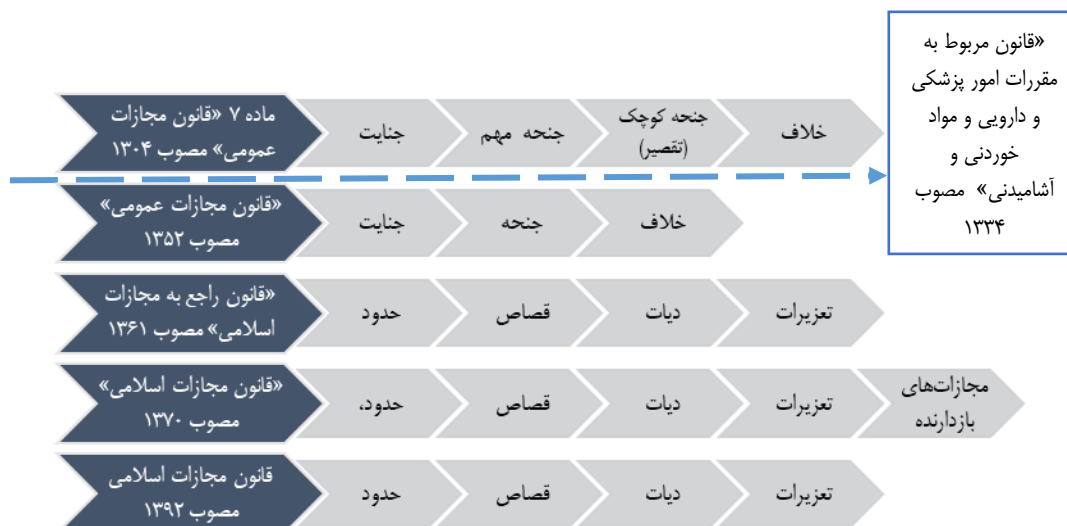 «قانون مربوط به
مقررات امور پزشکی
و دارویی و مواد
خوردنی و
آشامیدنی» مصوب
۱۳۳۴
ماده ۷ «قانون مجازات
عمومی» مصوب ۱۳۰۴
جنایت
جنحه مهم
جنحه کوچک
(تقصیر)
خلاف
«قانون مجازات عمومی»
مصوب ۱۳۵۲
جنایت
جنحه
خلاف
«قانون راجع به مجازات
اسلامی» مصوب ۱۳۶۱
حدود
قصاص
دیات
تعزیرات
«قانون مجازات اسلامی»
مصوب ۱۳۷۰
حدود،
قصاص
دیات
تعزیرات
مجازات‌های
بازدارنده
قانون مجازات اسلامی
مصوب ۱۳۹۲
حدود
قصاص
دیات
تعزیرات